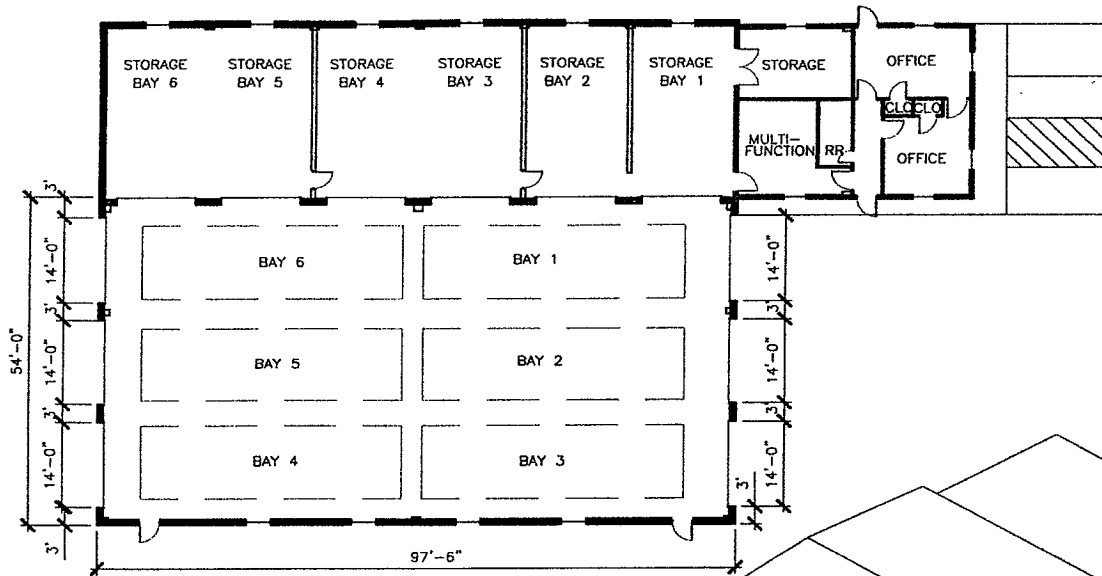 STORAGE
BAY 6
STORAGE
BAY 5
STORAGE
BAY 4
STORAGE
BAY 3
STORAGE
BAY 2
STORAGE
BAY 1
STORAGE
OFFICE
CLO
CLO
MULTI-
FUNCTION
RR
OFFICE
3'
14'-0"
3'
14'-0"
3'
14'-0"
3'
54'-0"
BAY 6
BAY 1
BAY 5
BAY 2
BAY 4
BAY 3
14'-0"
3'
14'-0"
3'
14'-0"
3'
97'-6"